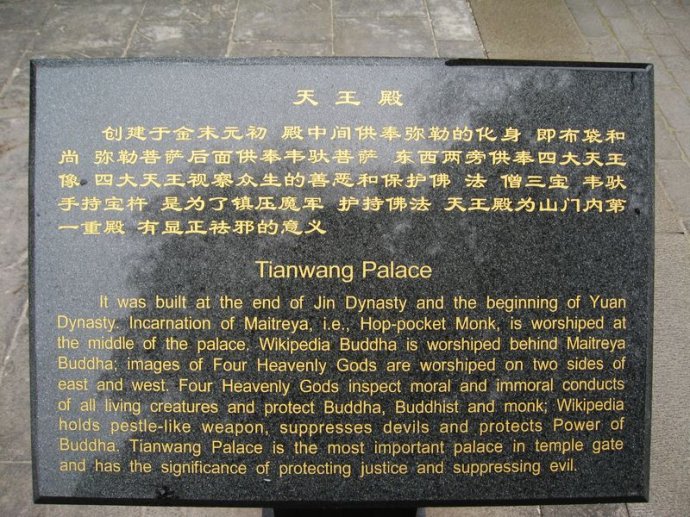 天王殿
创建于金末元初 殿中间供奉弥勒的化身 即布袋和
尚 弥勒菩萨后面供奉韦驮菩萨 东西两旁供奉四大天王
像 四大天王视察众生的善恶和保护佛 法 僧三宝 韦驮
手持宝杵 是为了镇压魔军 护持佛法 天王殿为山门内第
一重殿 有显正祛邪的意义
Tianwang Palace
It was built at the end of Jin Dynasty and the beginning of Yuan
Dynasty. Incarnation of Maitreya, i.e., Hop-pocket Monk, is worshiped at
the middle of the palace. Wikipedia Buddha is worshiped behind Maitreya
Buddha; images of Four Heavenly Gods are worshiped on two sides of
east and west. Four Heavenly Gods inspect moral and immoral conducts
of all living creatures and protect Buddha, Buddhist and monk; Wikipedia
holds pestle-like weapon, suppresses devils and protects Power of
Buddha. Tianwang Palace is the most important palace in temple gate
and has the significance of protecting justice and suppressing evil.